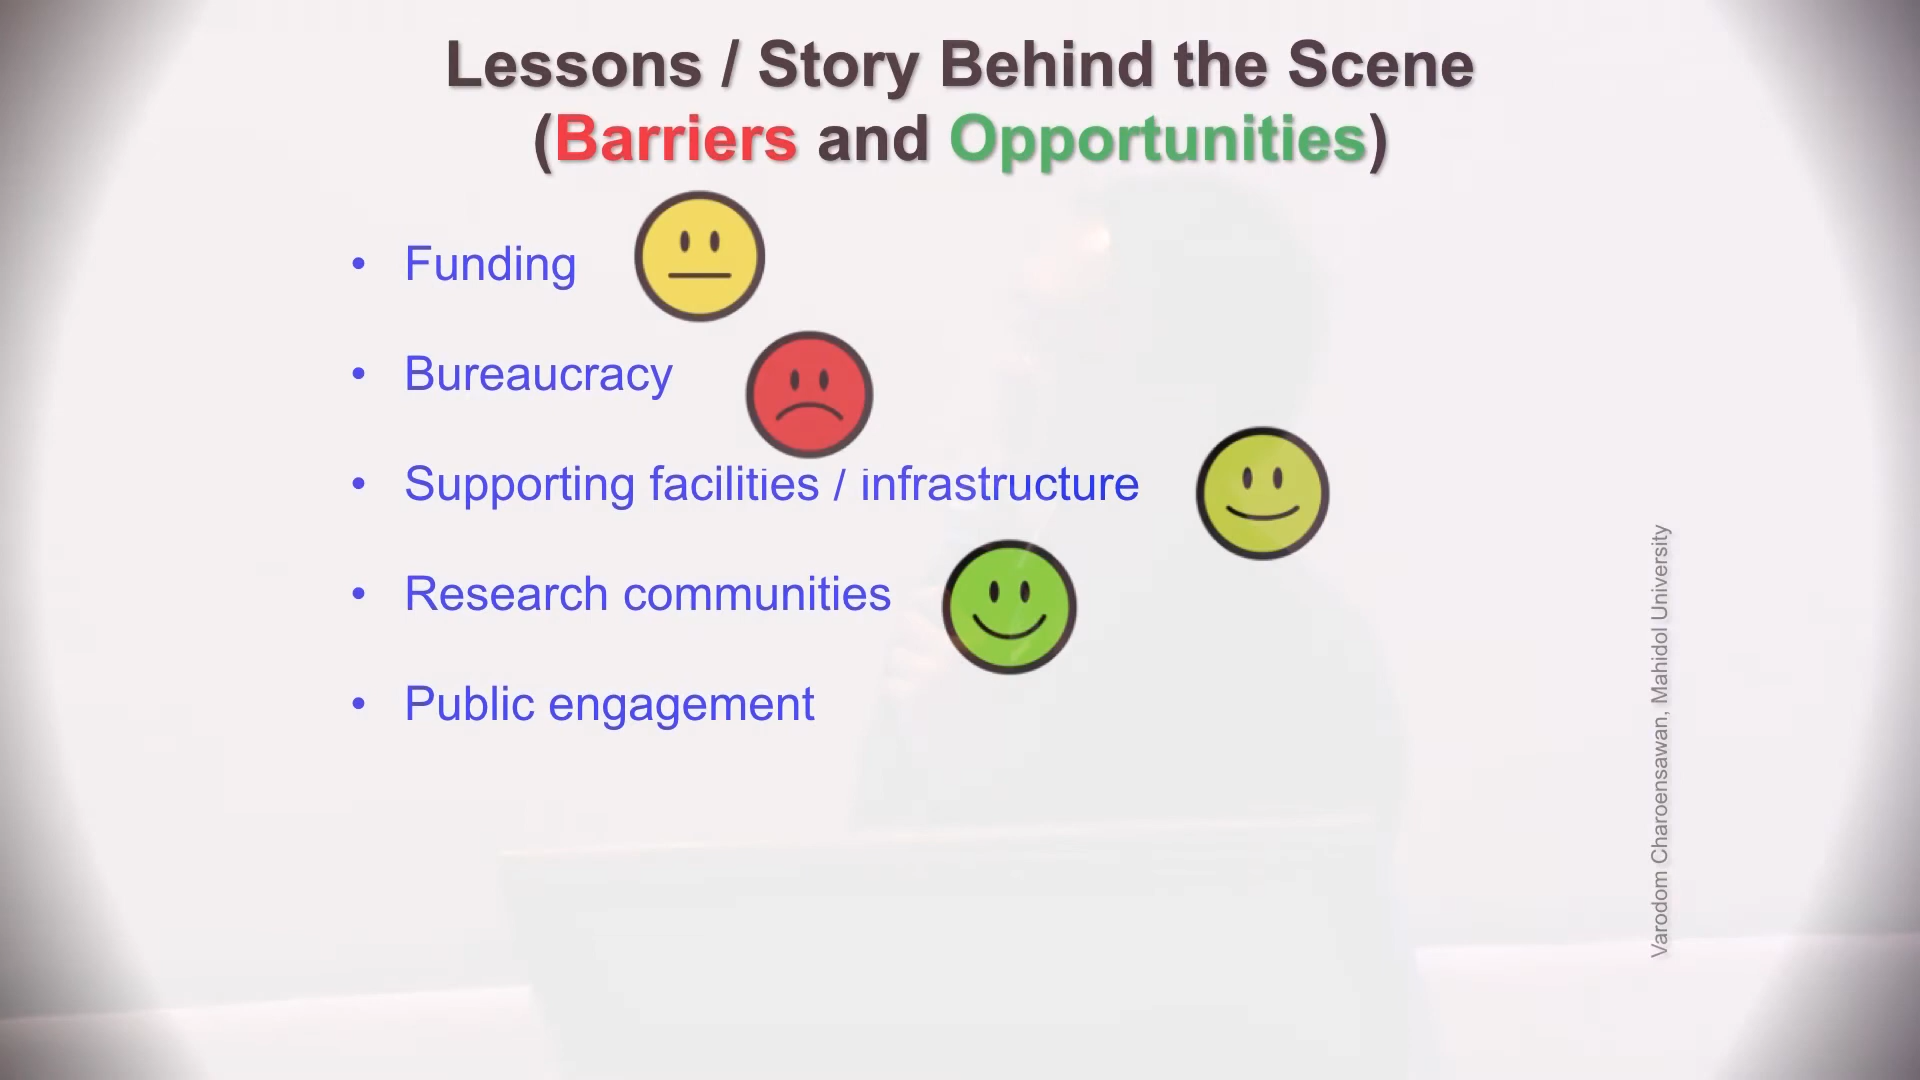 Lessons / Story Behind the Scene
(Barriers and Opportunities)
• Funding
• Bureaucracy
• Supporting facilities / infrastructure
• Research communities
• Public engagement
Varodom Charoensawan, Mahidol University